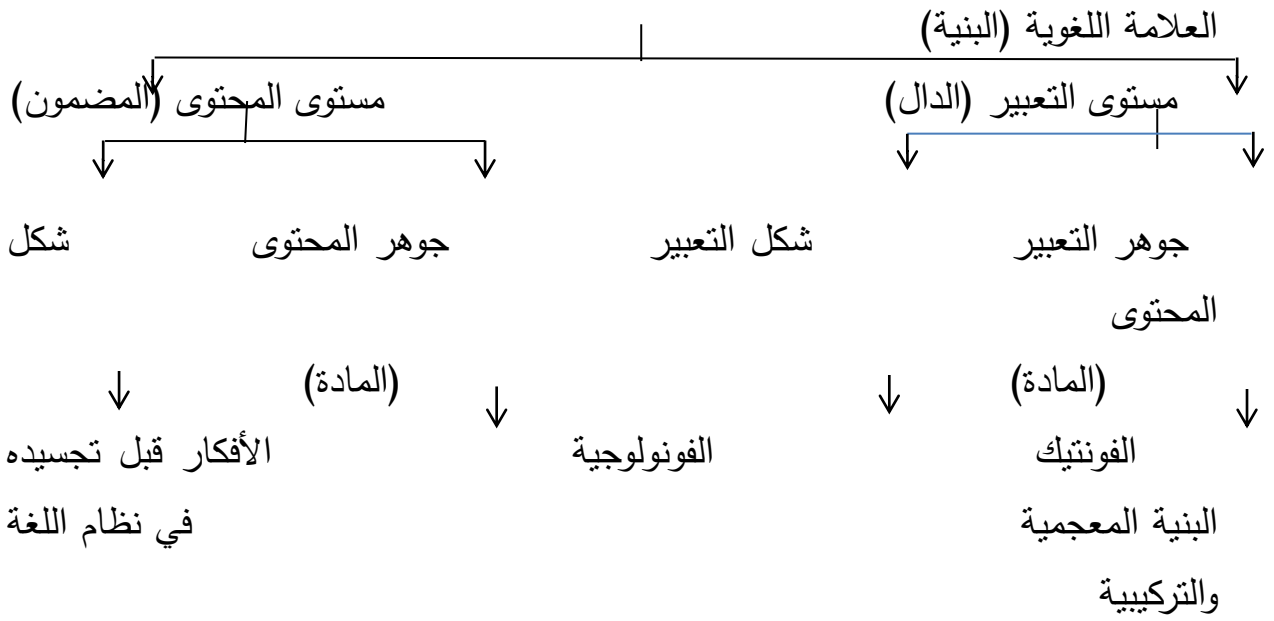 العلامة اللغوية (البنية)
مستوى التعبير (الدال) مستوى المحتوى (المضمون)
جوهر التعبير شكل التعبير جوهر المحتوى شكل
المحتوى
(المادة) (المادة)
الفونتيك الفونولوجية الأفكار قبل تجسيده
البنية المعجمية في نظام اللغة
والتركيبية